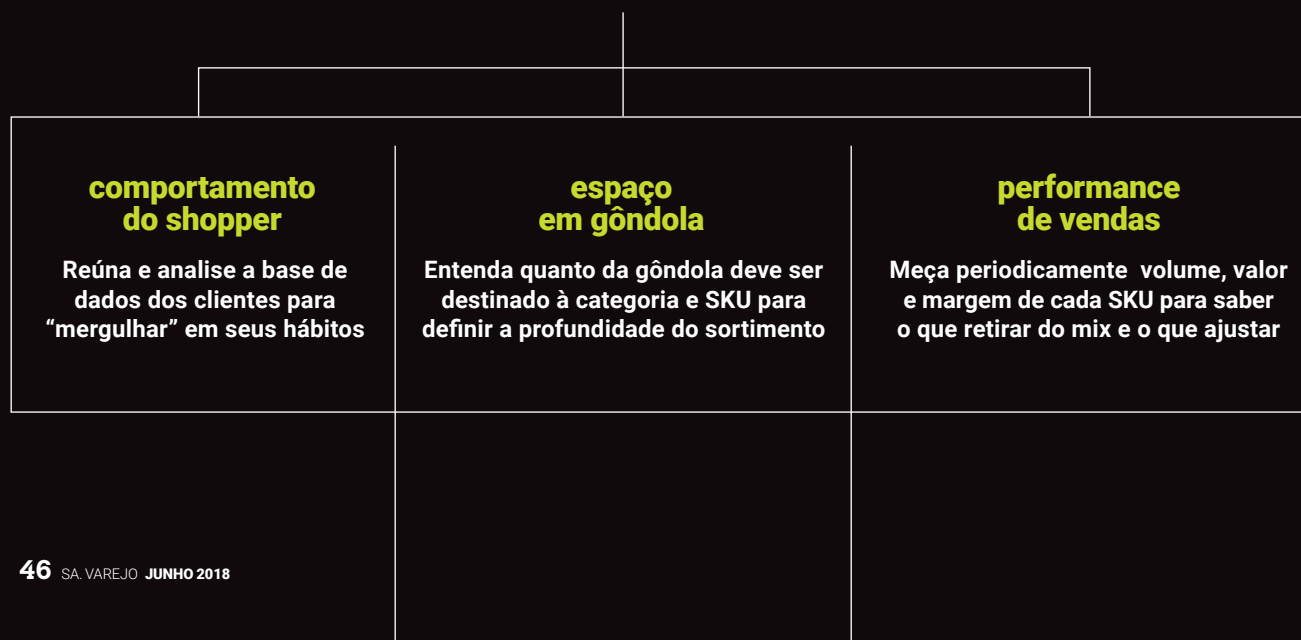 comportamento
do shopper
Reúna e analise a base de
dados dos clientes para
“mergulhar” em seus hábitos
espaço
em gôndola
Entenda quanto da gôndola deve ser
destinado à categoria e SKU para
definir a profundidade do sortimento
performance
de vendas
Meça periodicamente  volume, valor
e margem de cada SKU para saber
o que retirar do mix e o que ajustar
46 SA. VAREJO JUNHO 2018